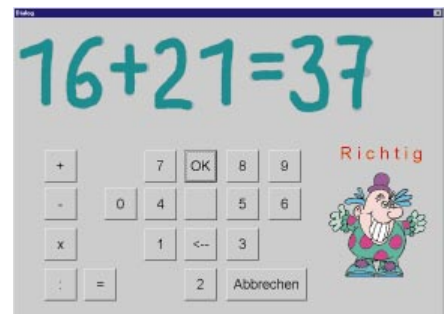 Dialog
16+21=37
+ 7 OK 8 9
Richtig
- 0 4 5 6
x 1 <-- 3
: = 2 Abbrechen